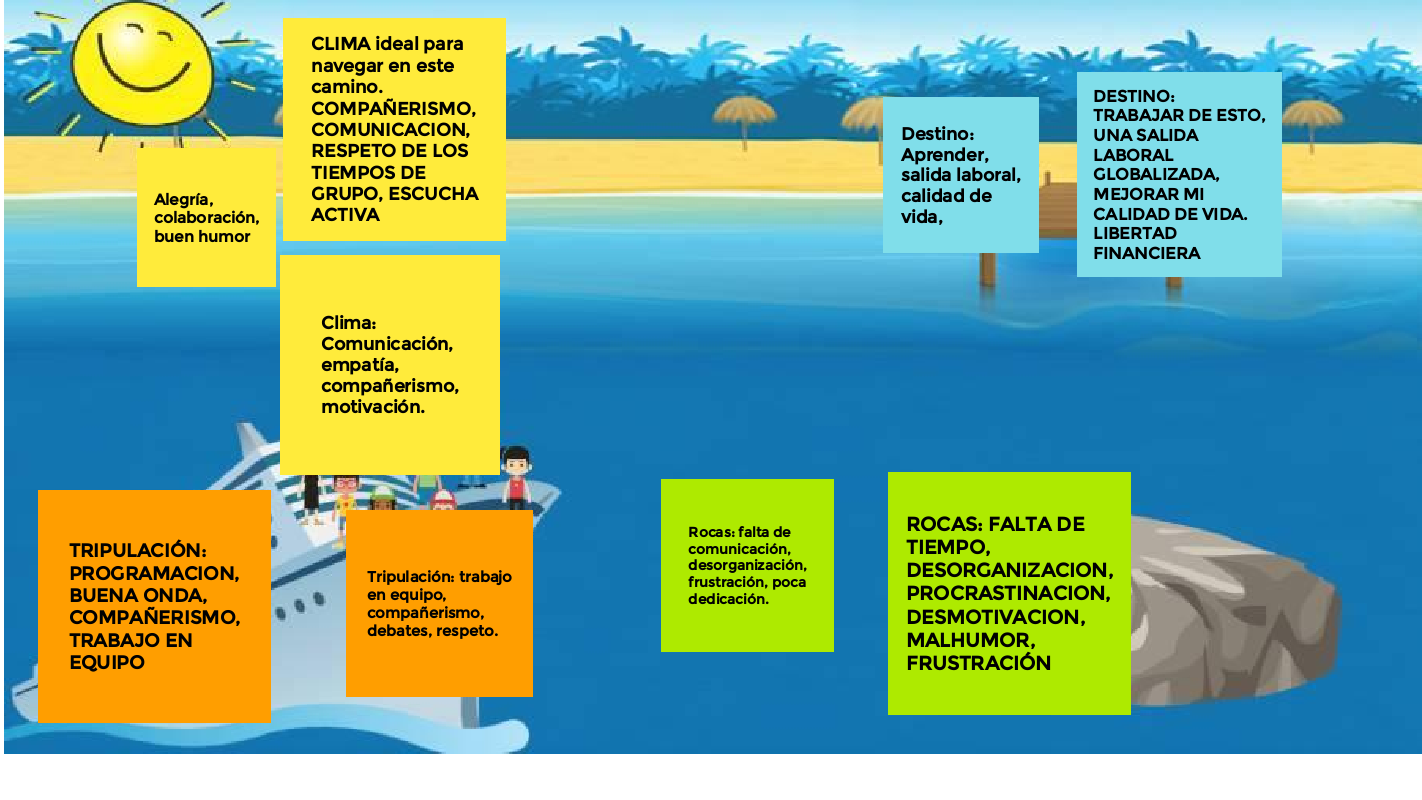 CLIMA ideal para
navegar en este
camino.
COMPAÑERISMO,
COMUNICACION,
RESPETO DE LOS
TIEMPOS DE
GRUPO, ESCUCHA
ACTIVA
Alegría,
colaboración,
buen humor
Clima:
Comunicación,
empatía,
compañerismo,
motivación.
Destino:
Aprender,
salida laboral,
calidad de
vida,
DESTINO:
TRABAJAR DE ESTO,
UNA SALIDA
LABORAL
GLOBALIZADA,
MEJORAR MI
CALIDAD DE VIDA.
LIBERTAD
FINANCIERA
TRIPULACIÓN:
PROGRAMACION,
BUENA ONDA,
COMPAÑERISMO,
TRABAJO EN
EQUIPO
Tripulación: trabajo
en equipo,
compañerismo,
debates, respeto.
Rocas: falta de
comunicación,
desorganización,
frustración, poca
dedicación.
ROCAS: FALTA DE
TIEMPO,
DESORGANIZACION,
PROCRASTINACION,
DESMOTIVACION,
MALHUMOR,
FRUSTRACIÓN